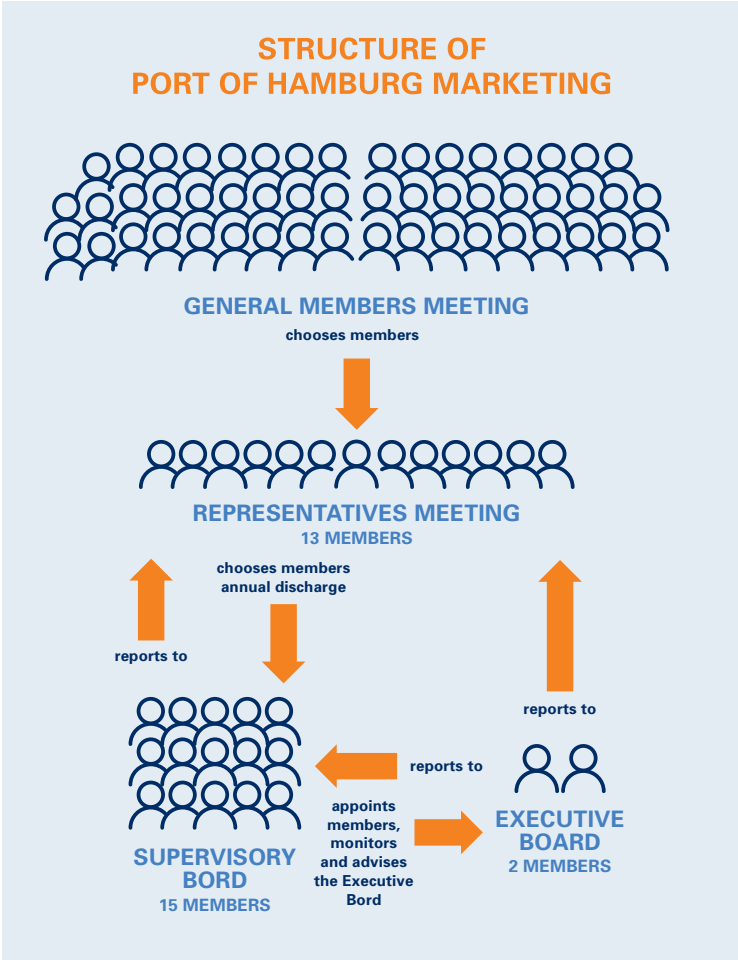 STRUCTURE OF
PORT OF HAMBURG MARKETING
GENERAL MEMBERS MEETING
chooses members
REPRESENTATIVES MEETING
13 MEMBERS
chooses members
annual discharge
reports to
reports to
reports to
appoints
members,
monitors
and advises
the Executive
Bord
SUPERVISORY
BORD
15 MEMBERS
EXECUTIVE
BOARD
2 MEMBERS